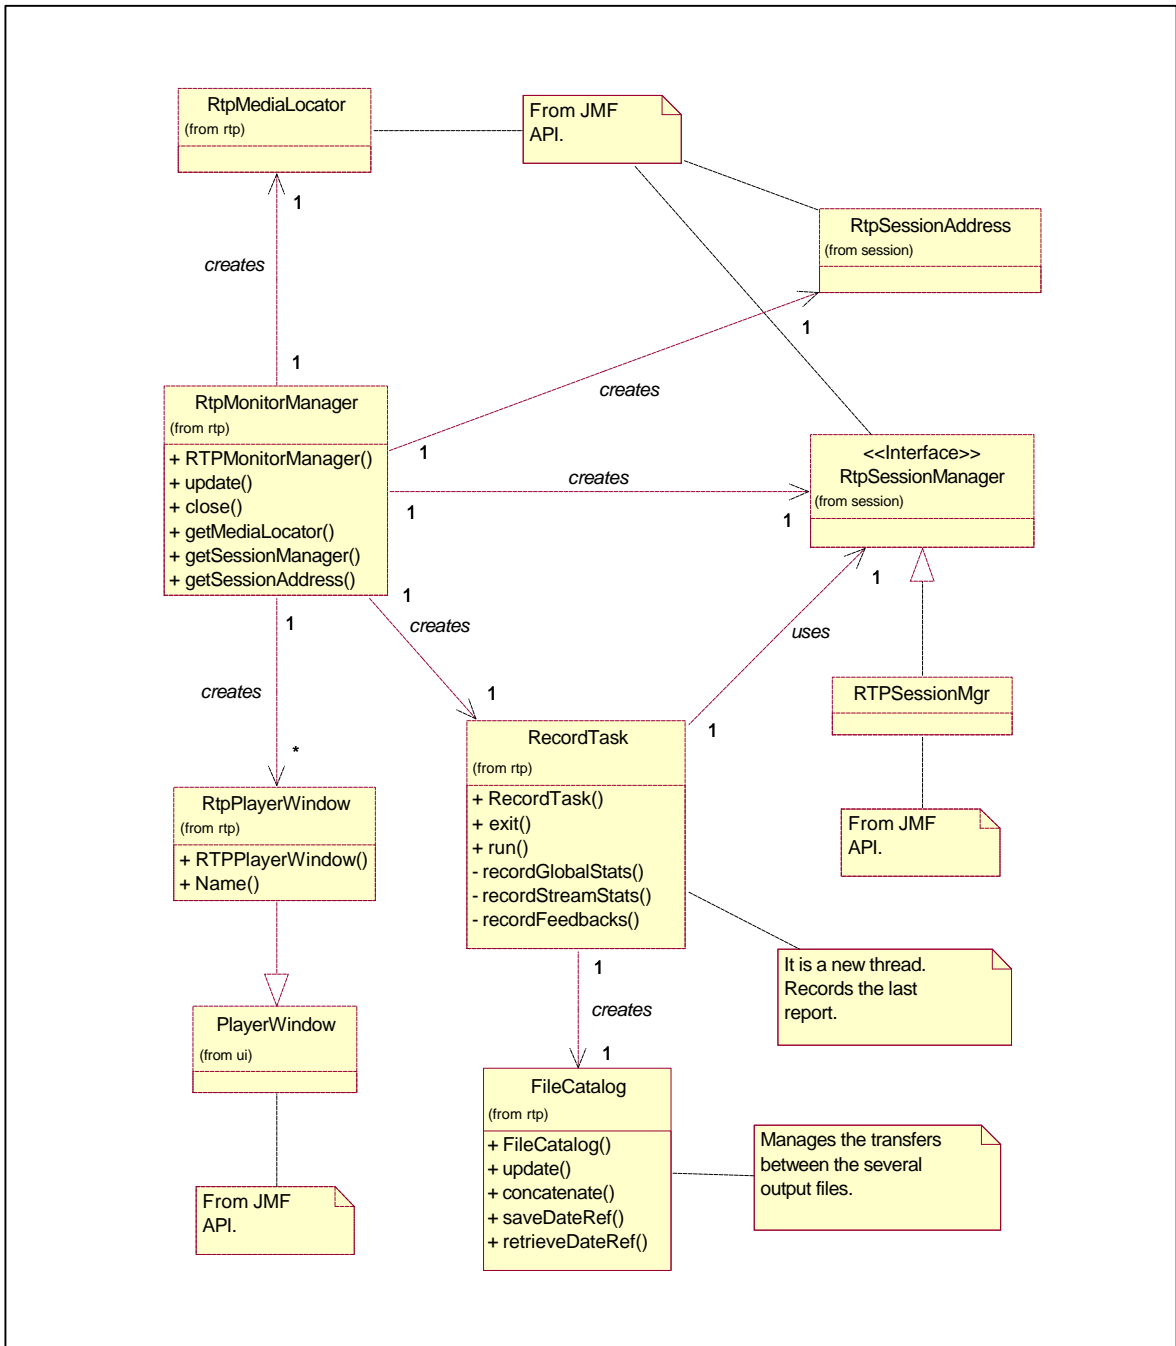 RtpMediaLocator
(from rtp)
From JMF
API.
RtpSessionAddress
(from session)
1
creates
1
1
creates
1
RtpMonitorManager
(from rtp)
+ RTPMonitorManager()
+ update()
+ close()
+ getMediaLocator()
+ getSessionManager()
+ getSessionAddress()
<<Interface>>
RtpSessionManager
(from session)
creates
1
1
1
creates
1
1
uses
1
1
creates
*
RTPSessionMgr
From JMF
API.
RecordTask
(from rtp)
+ RecordTask()
+ exit()
+ run()
- recordGlobalStats()
- recordStreamStats()
- recordFeedbacks()
RtpPlayerWindow
(from rtp)
+ RTPPlayerWindow()
+ Name()
It is a new thread.
Records the last
report.
1
creates
1
PlayerWindow
(from ui)
FileCatalog
(from rtp)
+ FileCatalog()
+ update()
+ concatenate()
+ saveDateRef()
+ retrieveDateRef()
Manages the transfers
between the several
output files.
From JMF
API.